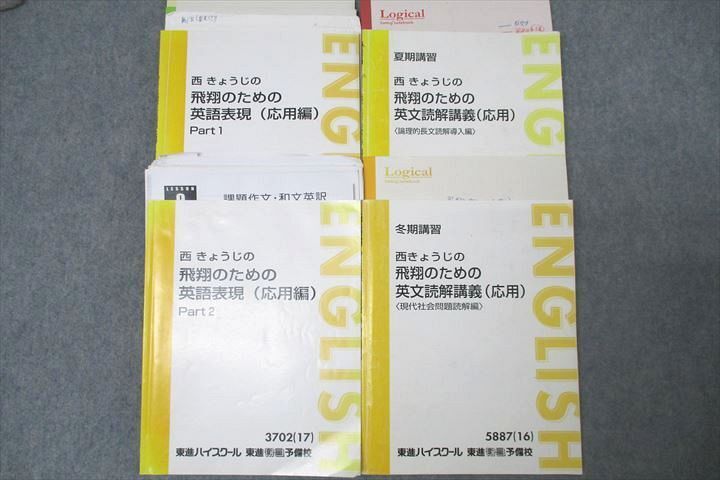 Logical
西 きょうじの
飛翔のための
英語表現（応用編）
Part 1
ENG
夏期講習
西 きょうじの
飛翔のための
英文読解講義（応用）
〈論理的長文読解導入編〉
ENG
LESSON
課題作文・和文英訳
Logical
西 きょうじの
飛翔のための
英語表現（応用編）
Part 2
3702(17)
東進ハイスクール 東進衛星予備校
ENGLISH
冬期講習
西きょうじの
飛翔のための
英文読解講義（応用）
〈現代社会問題読解編〉
5887(16)
東進ハイスクール 東進衛星予備校
ENGLISH